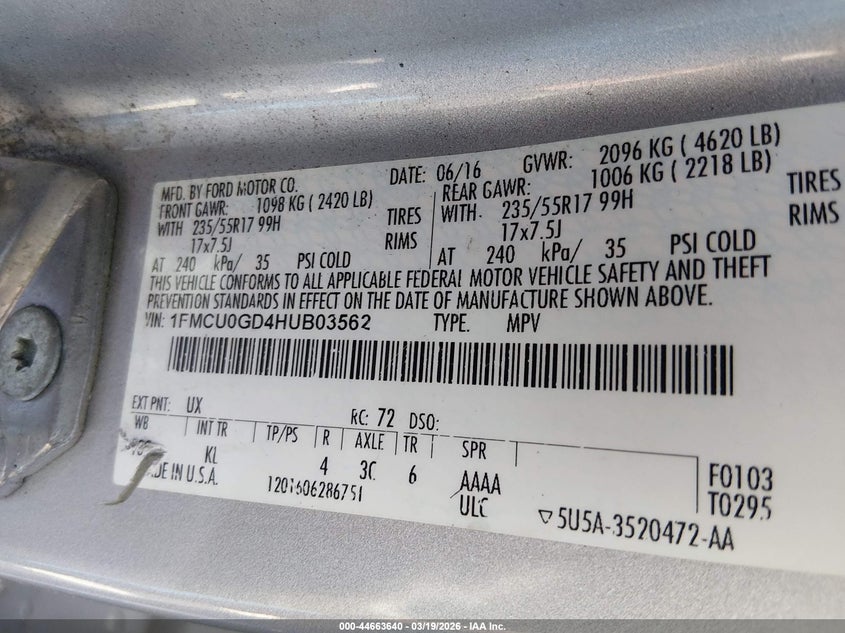 MFD. BY FORD MOTOR CO. DATE: 06/16 GVWR: 2096 KG ( 4620 LB)
FRONT GAWR: 1098 KG ( 2420 LB) REAR GAWR: 1006 KG ( 2218 LB)
WITH 235/55R17 99H TIRES WITH 235/55R17 99H TIRES
17x7.5J RIMS 17x7.5J RIMS
AT 240 kPa/ 35 PSI COLD AT 240 kPa/ 35 PSI COLD
THIS VEHICLE CONFORMS TO ALL APPLICABLE FEDERAL MOTOR VEHICLE SAFETY AND THEFT
PREVENTION STANDARDS IN EFFECT ON THE DATE OF MANUFACTURE SHOWN ABOVE.
VIN: 1FMCU0GD4HUB03562 TYPE: MPV
EXT PNT: UX RC: 72 DSO:
WB INT TR TP/PS R AXLE TR SPR
KL 4 3C 6 AAAA F0103
IN U.S.A. ULC T0295
5U5A-3520472-AA
000-44663640 - 03/19/2026 - IAA Inc.